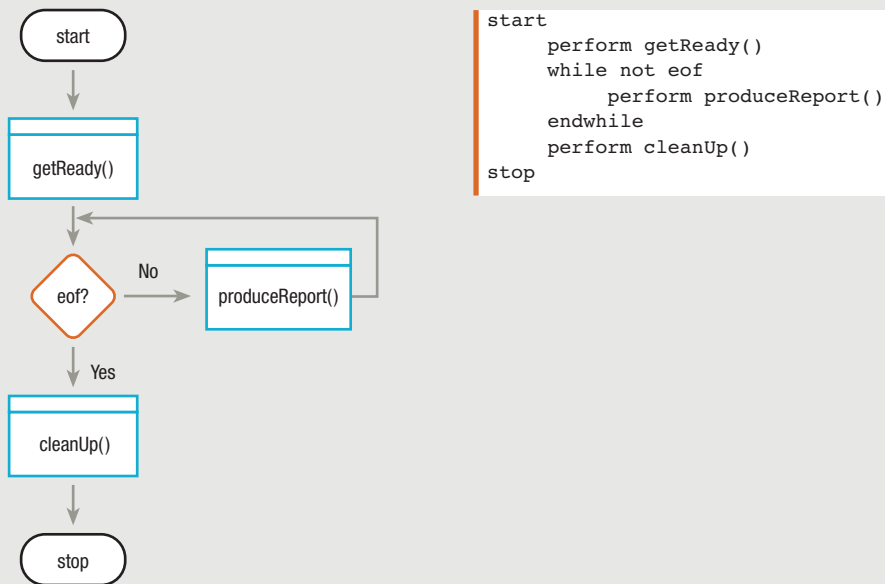 start
getReady()
eof?
No
produceReport()
Yes
cleanUp()
stop
start
perform getReady()
while not eof
perform produceReport()
endwhile
perform cleanUp()
stop